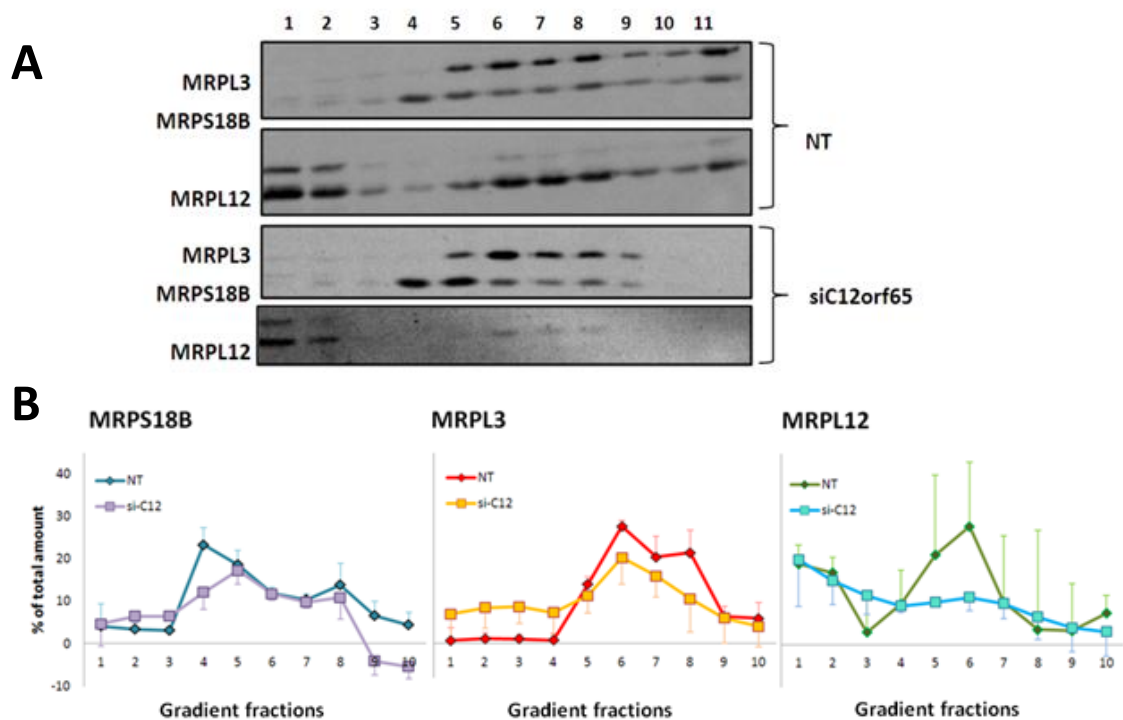 A
1 2 3 4 5 6 7 8 9 10 11
MRPL3
MRPS18B
NT
MRPL12
MRPL3
MRPS18B
siC12orf65
MRPL12
B
MRPS18B
MRPL3
MRPL12
NT
si-C12
NT
si-C12
NT
si-C12
% of total amount
40
30
20
10
0
-10
1 2 3 4 5 6 7 8 9 10
1 2 3 4 5 6 7 8 9 10
1 2 3 4 5 6 7 8 9 10
Gradient fractions
Gradient fractions
Gradient fractions